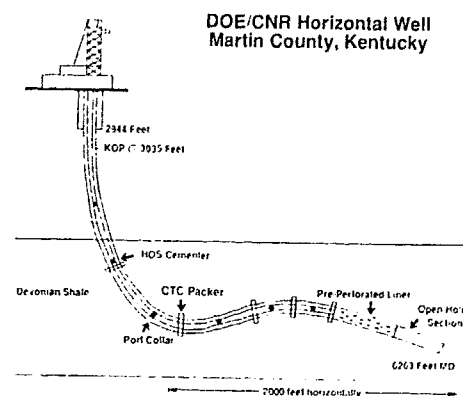 DOE/CNR Horizontal Well
Martin County, Kentucky
2944 Feet
KOP @ 3035 Feet
HOS Cementer
Devonian Shale
CTC Packer
Pre-Perforated Liner
Open Hole
Section
Port Collar
6263 Feet MD
2000 feet horizontally